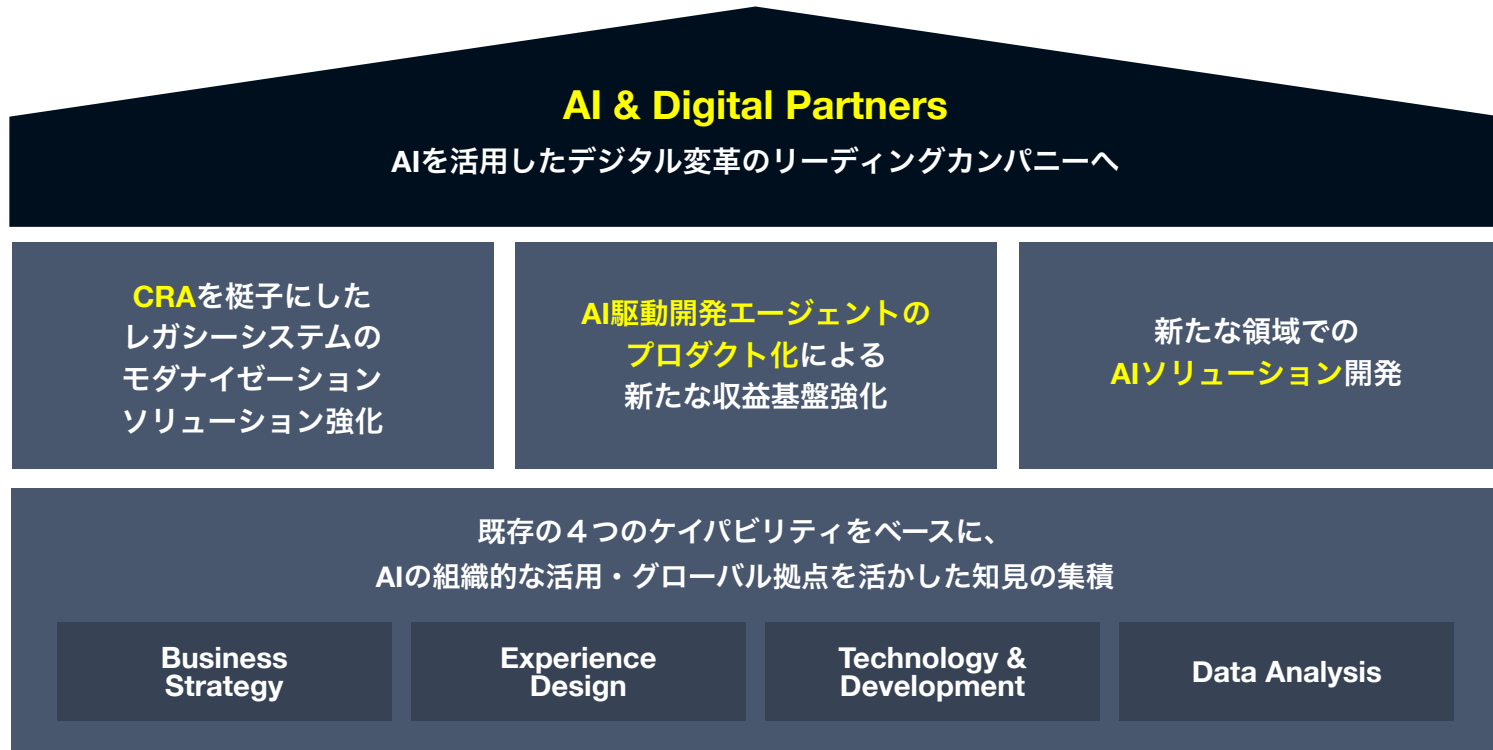 AI & Digital Partners
AIを活用したデジタル変革のリーディングカンパニーへ
CRAを梃子にした
レガシーシステムの
モダナイゼーション
ソリューション強化
AI駆動開発エージェントの
プロダクト化による
新たな収益基盤強化
新たな領域での
AIソリューション開発
既存の４つのケイパビリティをベースに、
AIの組織的な活用・グローバル拠点を活かした知見の集積
Business
Strategy
Experience
Design
Technology &
Development
Data Analysis